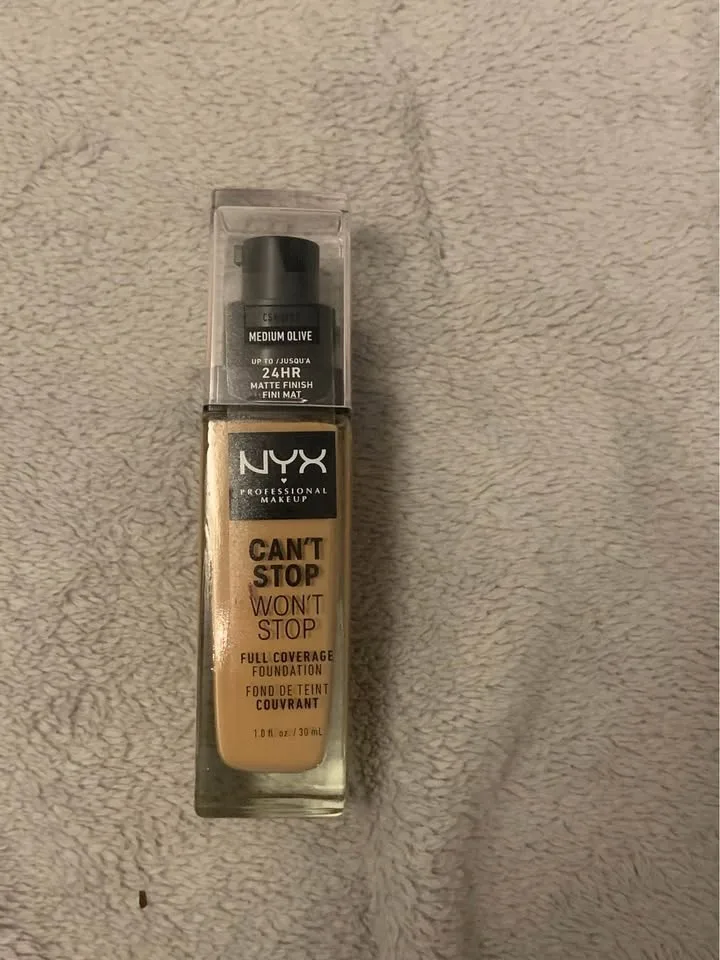 MEDIUM OLIVE
UP TO / JUSQU'A
24HR
MATTE FINISH
FINI MAT
NYX
PROFESSIONAL
MAKEUP
CAN'T
STOP
WON'T
STOP
FULL COVERAGE
FOUNDATION
FOND DE TEINT
COUVRANT
1.0 fl. oz. / 30 mL